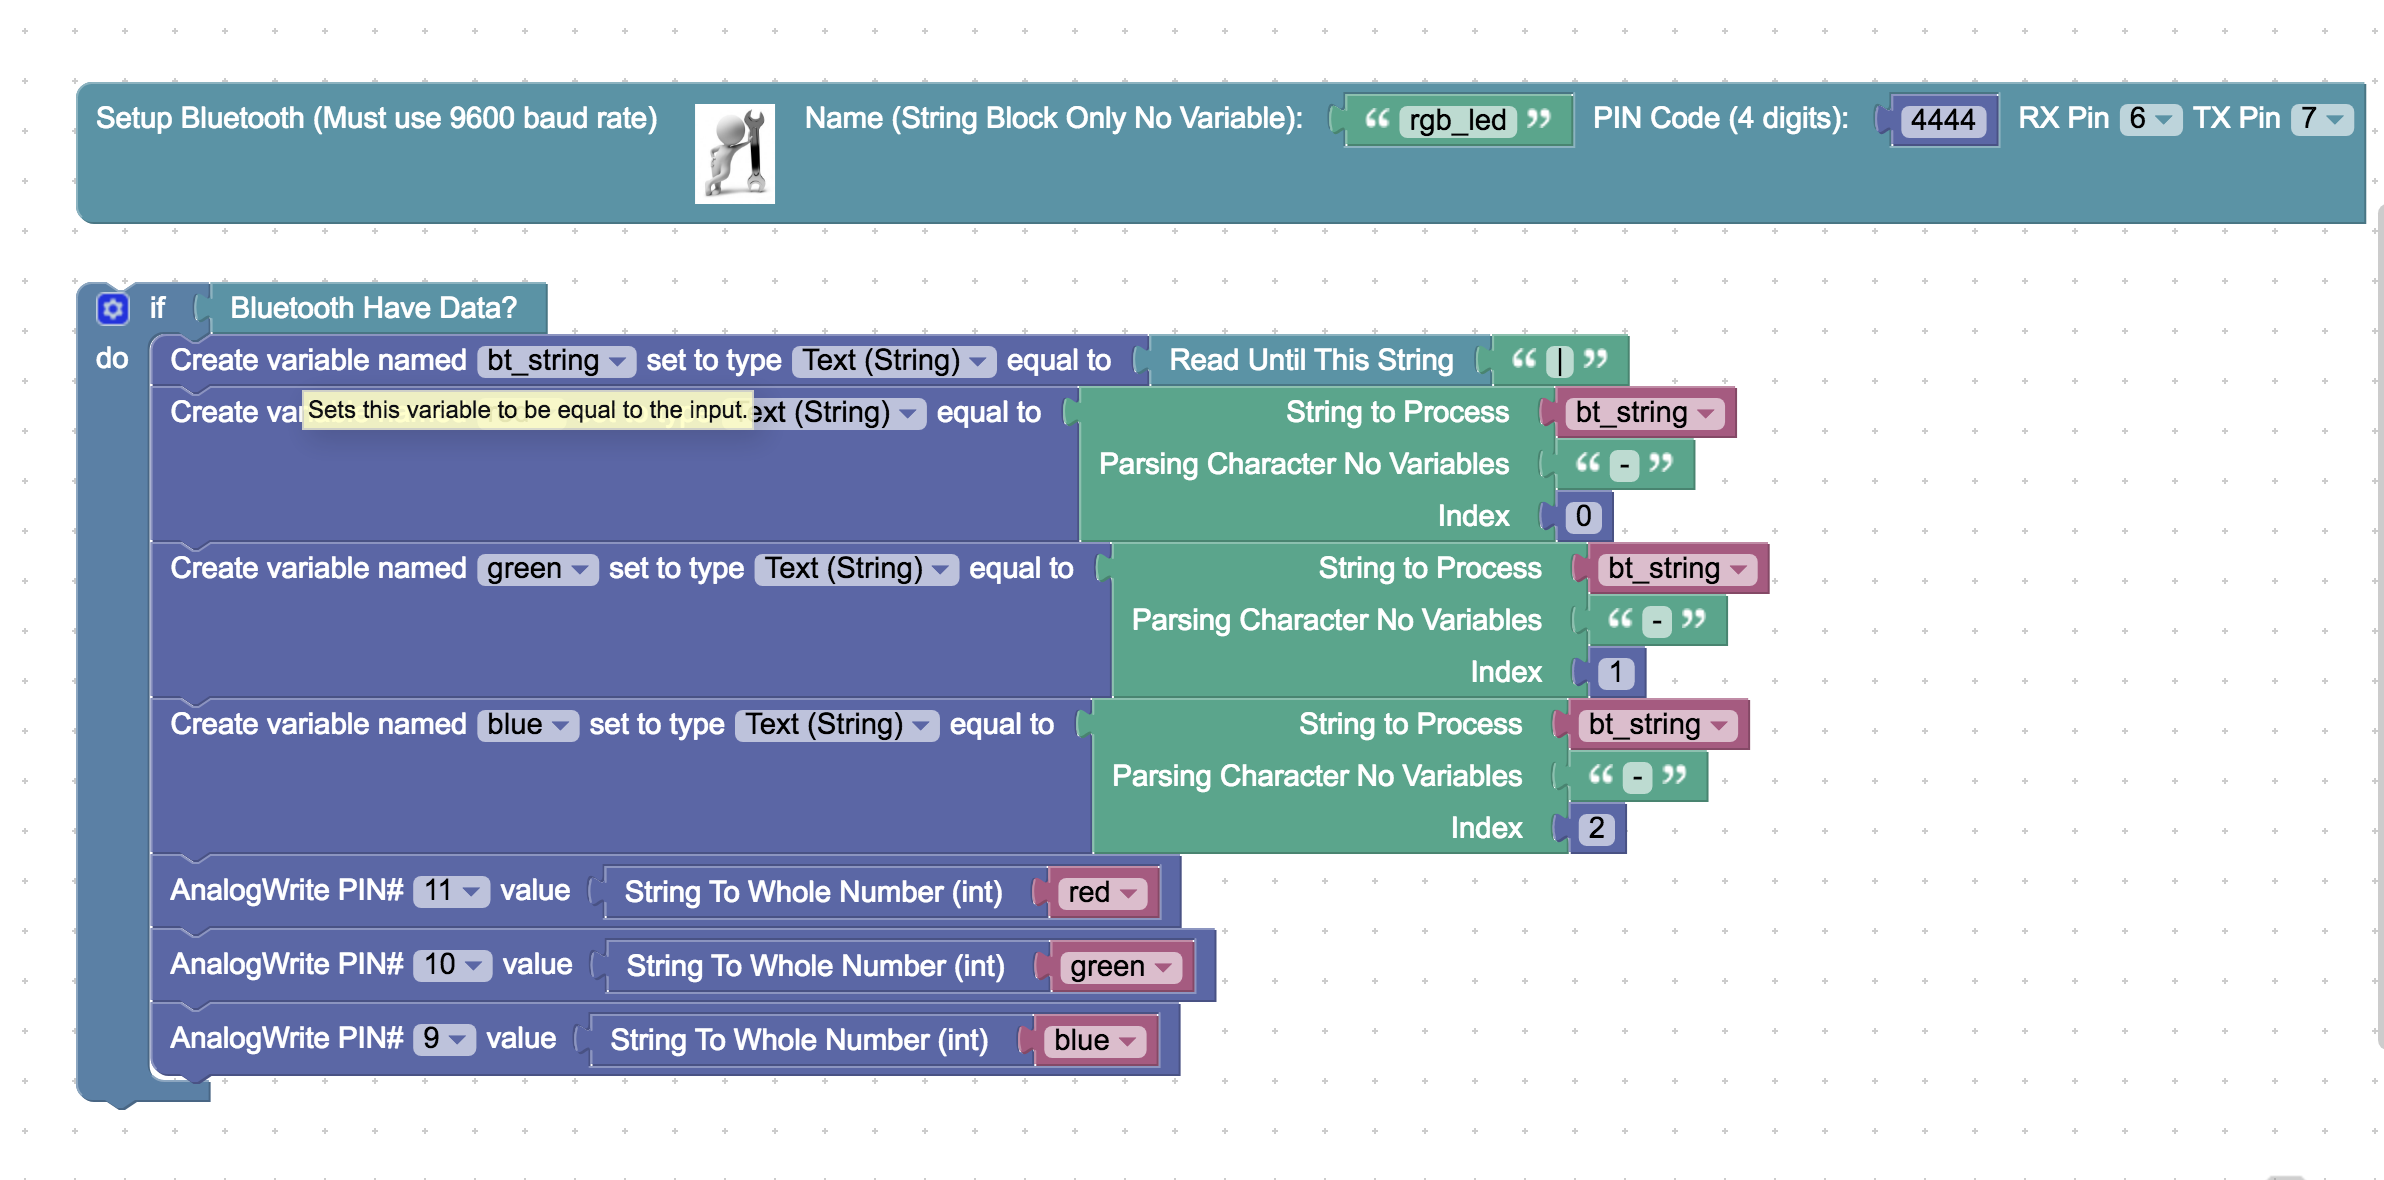 Setup Bluetooth (Must use 9600 baud rate) Name (String Block Only No Variable): “ rgb_led ” PIN Code (4 digits): 4444 RX Pin 6 TX Pin 7
if Bluetooth Have Data?
do Create variable named bt_string set to type Text (String) equal to Read Until This String “ | ”
Create va Sets this variable to be equal to the input. ext (String) equal to String to Process bt_string
Parsing Character No Variables “ - ”
Index 0
Create variable named green set to type Text (String) equal to String to Process bt_string
Parsing Character No Variables “ - ”
Index 1
Create variable named blue set to type Text (String) equal to String to Process bt_string
Parsing Character No Variables “ - ”
Index 2
AnalogWrite PIN# 11 value String To Whole Number (int) red
AnalogWrite PIN# 10 value String To Whole Number (int) green
AnalogWrite PIN# 9 value String To Whole Number (int) blue